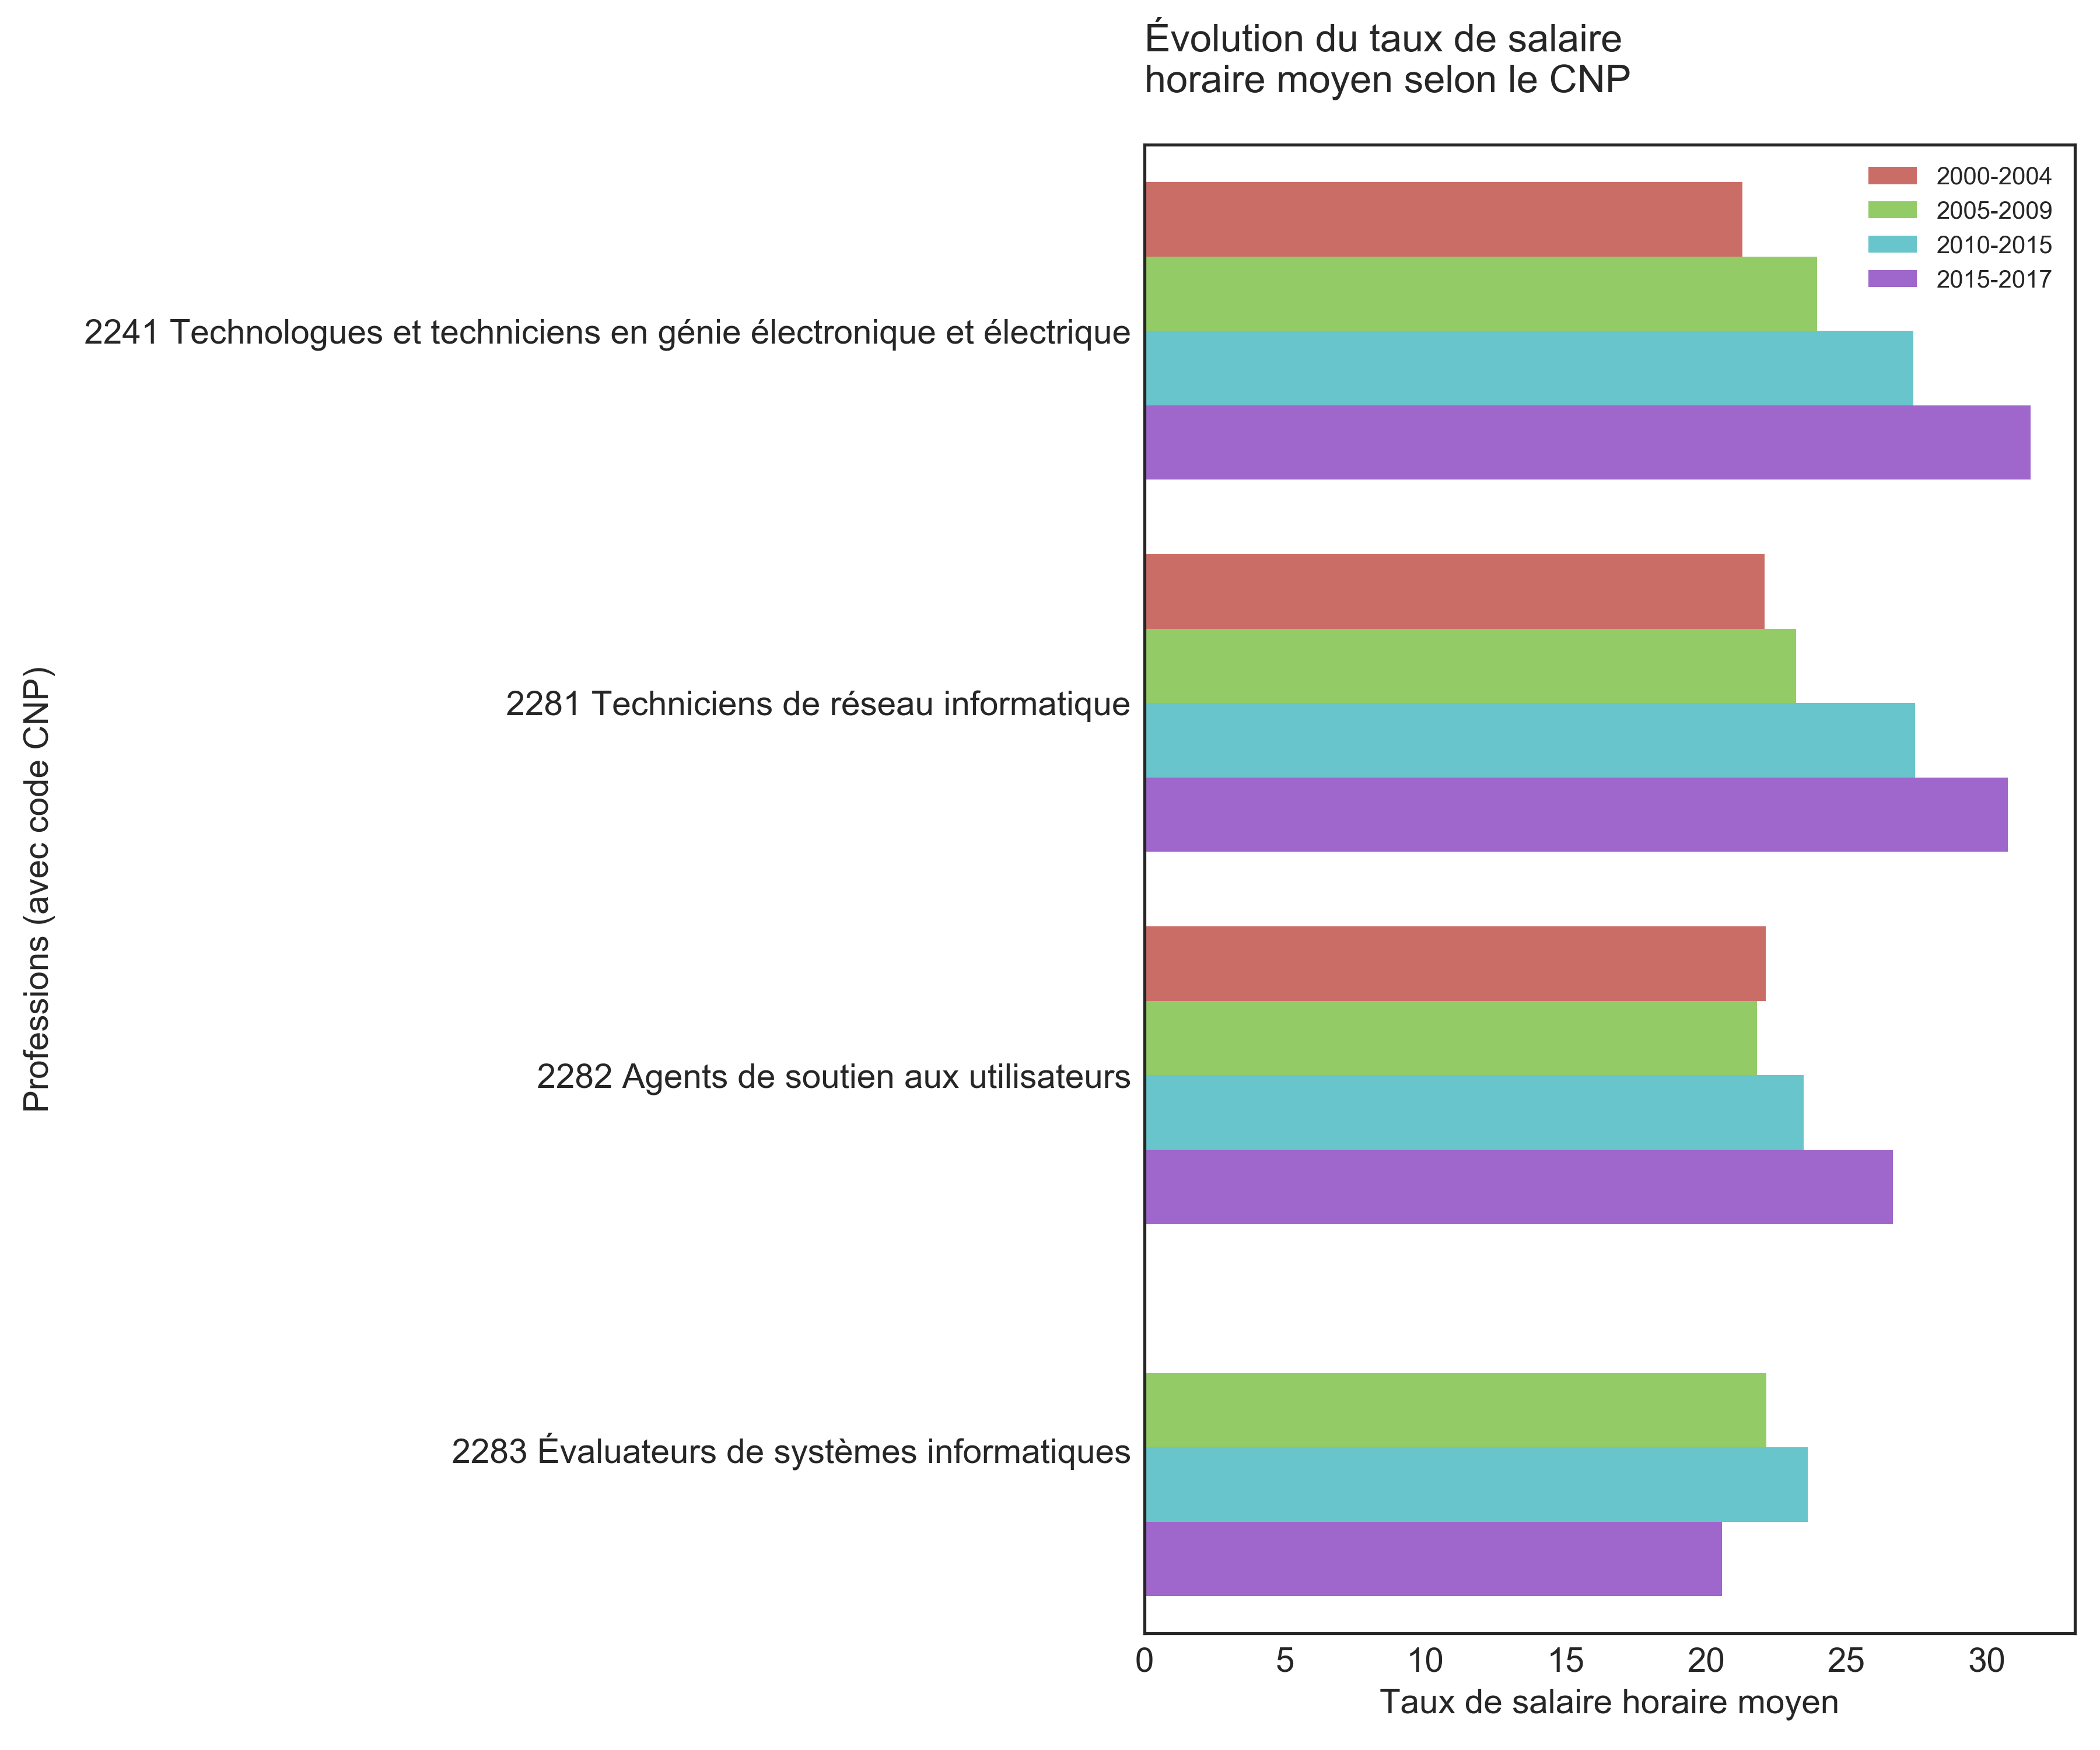 Évolution du taux de salaire
horaire moyen selon le CNP
2000-2004
2005-2009
2010-2015
2015-2017
2241 Technologues et techniciens en génie électronique et électrique
2281 Techniciens de réseau informatique
2282 Agents de soutien aux utilisateurs
2283 Évaluateurs de systèmes informatiques
Professions (avec code CNP)
0 5 10 15 20 25 30
Taux de salaire horaire moyen